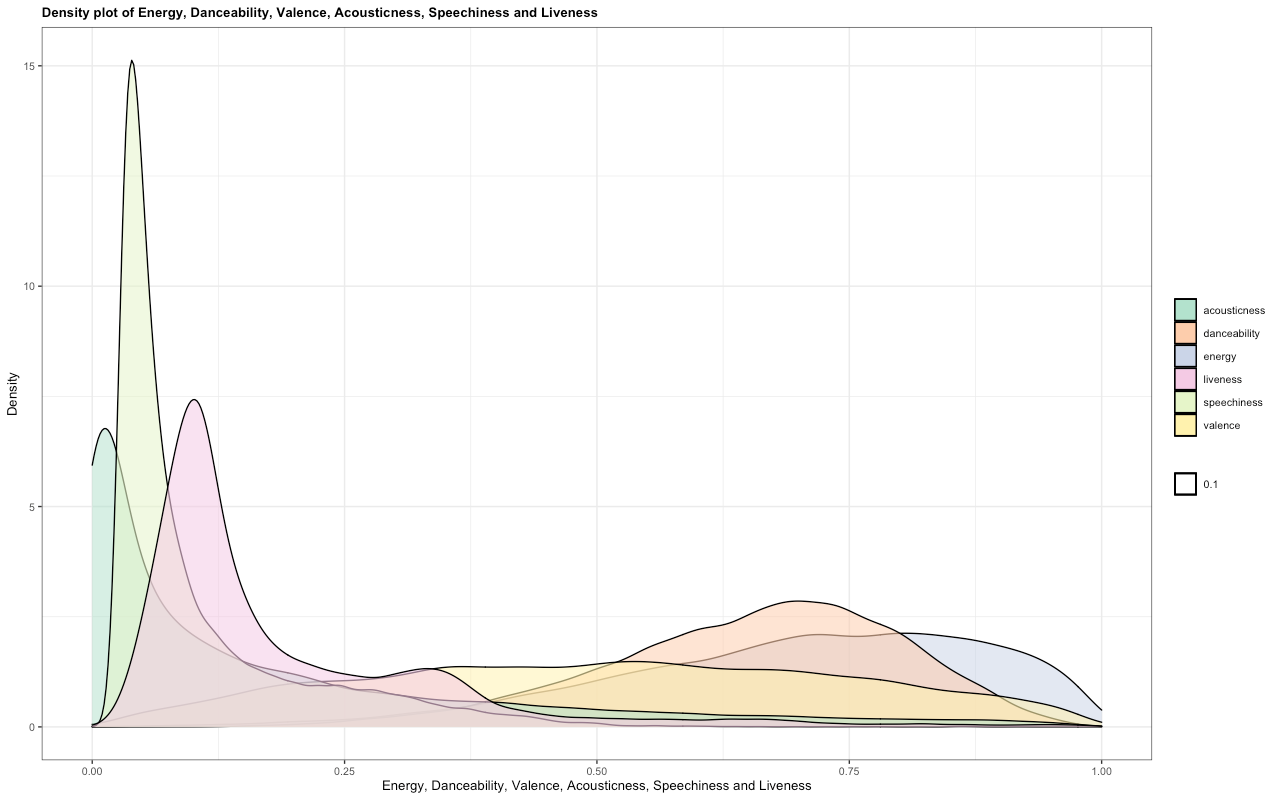 Density plot of Energy, Danceability, Valence, Acousticness, Speechiness and Liveness
15
10
5
0
Density
0.00 0.25 0.50 0.75 1.00
Energy, Danceability, Valence, Acousticness, Speechiness and Liveness
acousticness
danceability
energy
liveness
speechiness
valence
0.1